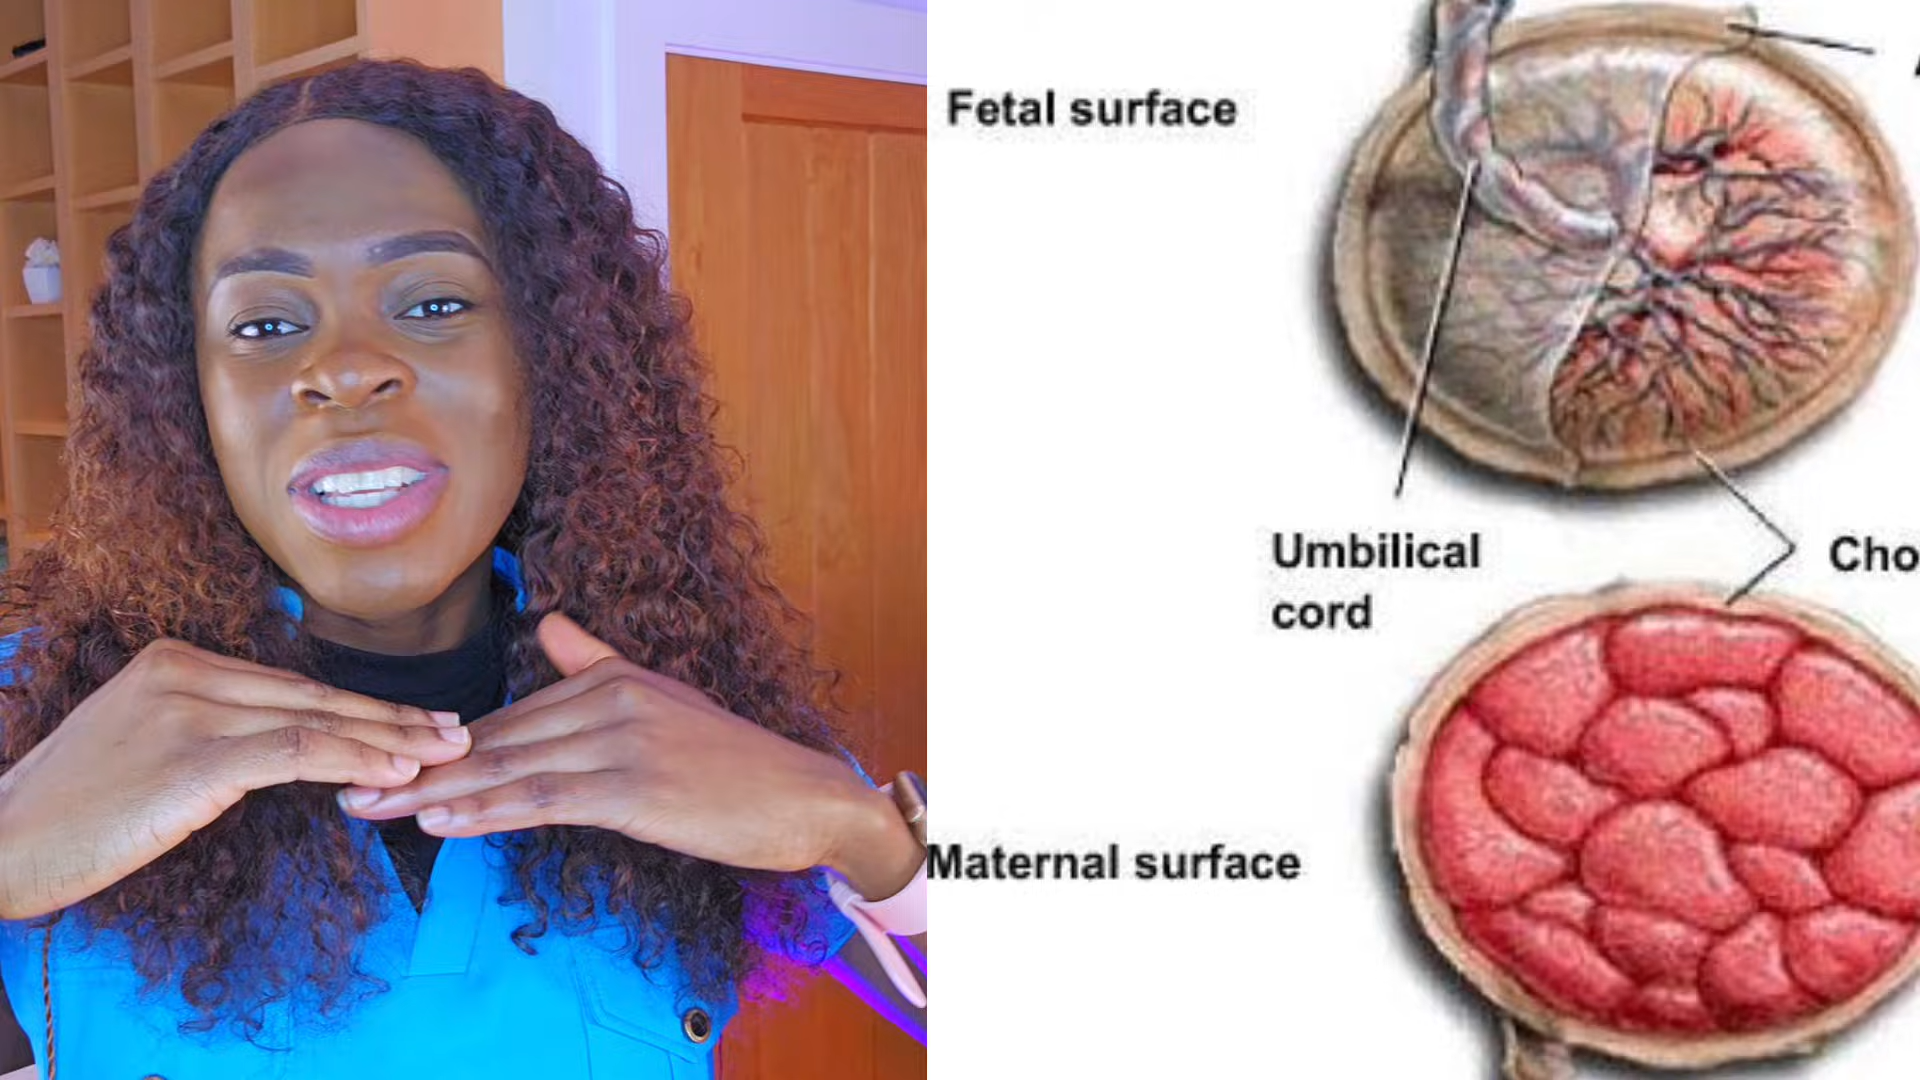 Fetal surface
Umbilical
cord
Maternal surface